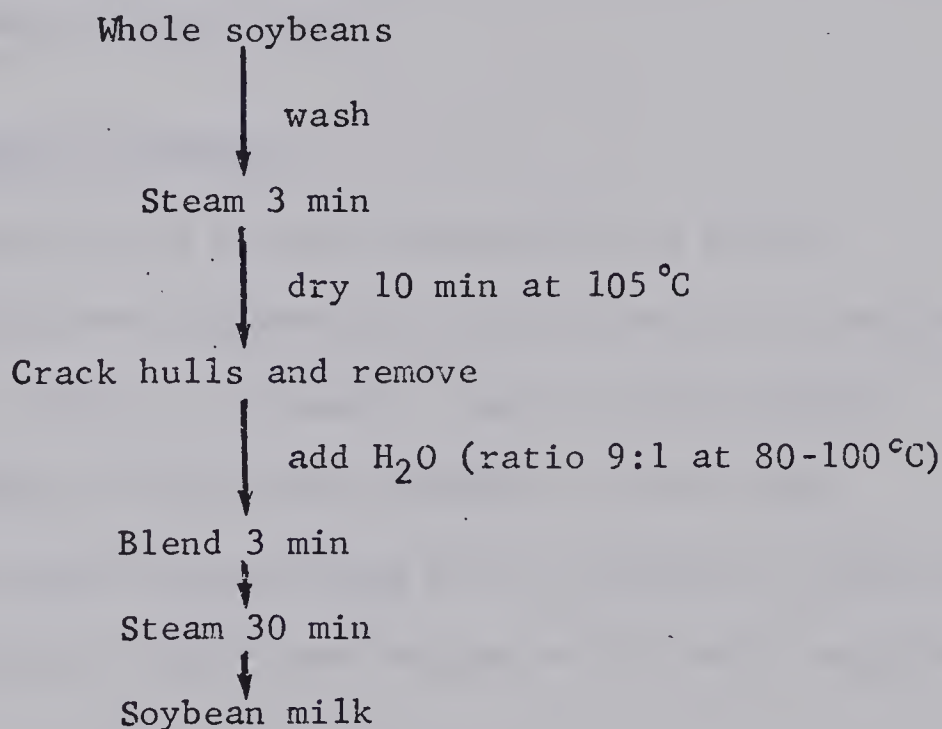 Whole soybeans
wash
Steam 3 min
dry 10 min at 105°C
Crack hulls and remove
add H₂O (ratio 9:1 at 80-100°C)
Blend 3 min
Steam 30 min
Soybean milk